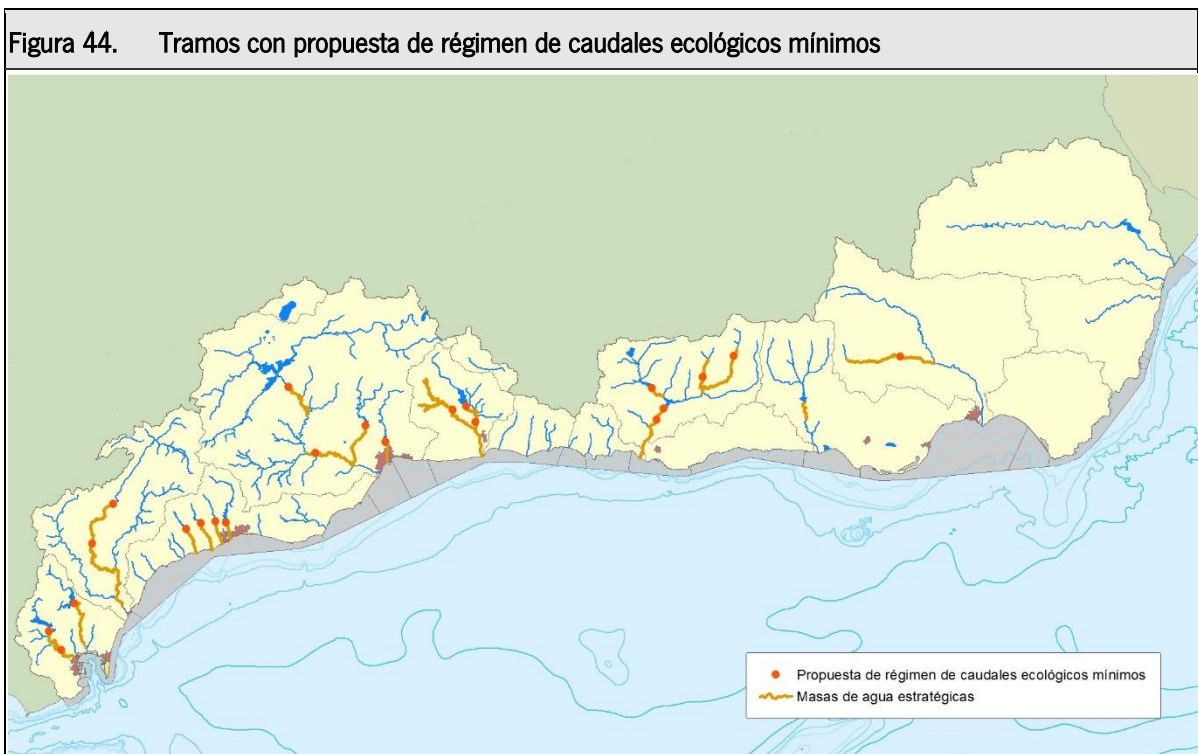 Figura 44. Tramos con propuesta de régimen de caudales ecológicos mínimos
Propuesta de régimen de caudales ecológicos mínimos
Masas de agua estratégicas